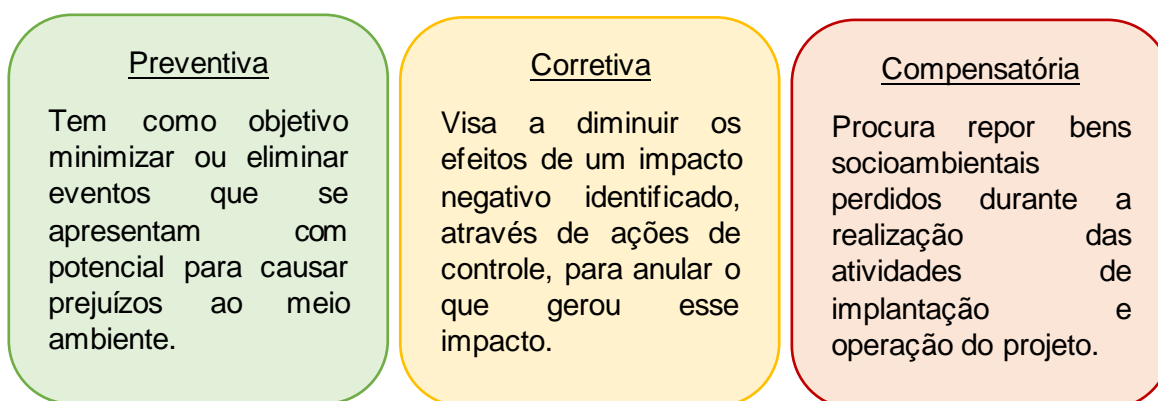 Preventiva
Tem como objetivo
minimizar ou eliminar
eventos que se
apresentam com
potencial para causar
prejuízos ao meio
ambiente.
Corretiva
Visa a diminuir os
efeitos de um impacto
negativo identificado,
através de ações de
controle, para anular o
que gerou esse
impacto.
Compensatória
Procura repor bens
socioambientais
perdidos durante a
realização das
atividades de
implantação e
operação do projeto.